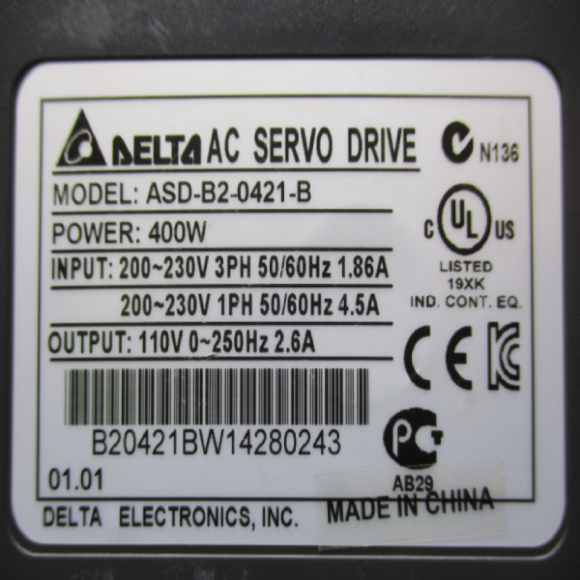 DELTA AC SERVO DRIVE
N136
MODEL: ASD-B2-0421-B
POWER: 400W
C UL US
LISTED
19XK
IND. CONT. EQ.
INPUT: 200~230V 3PH 50/60Hz 1.86A
200~230V 1PH 50/60Hz 4.5A
OUTPUT: 110V 0~250Hz 2.6A
CE
B20421BW14280243
PCT
AB29
01.01
DELTA ELECTRONICS, INC.
MADE IN CHINA